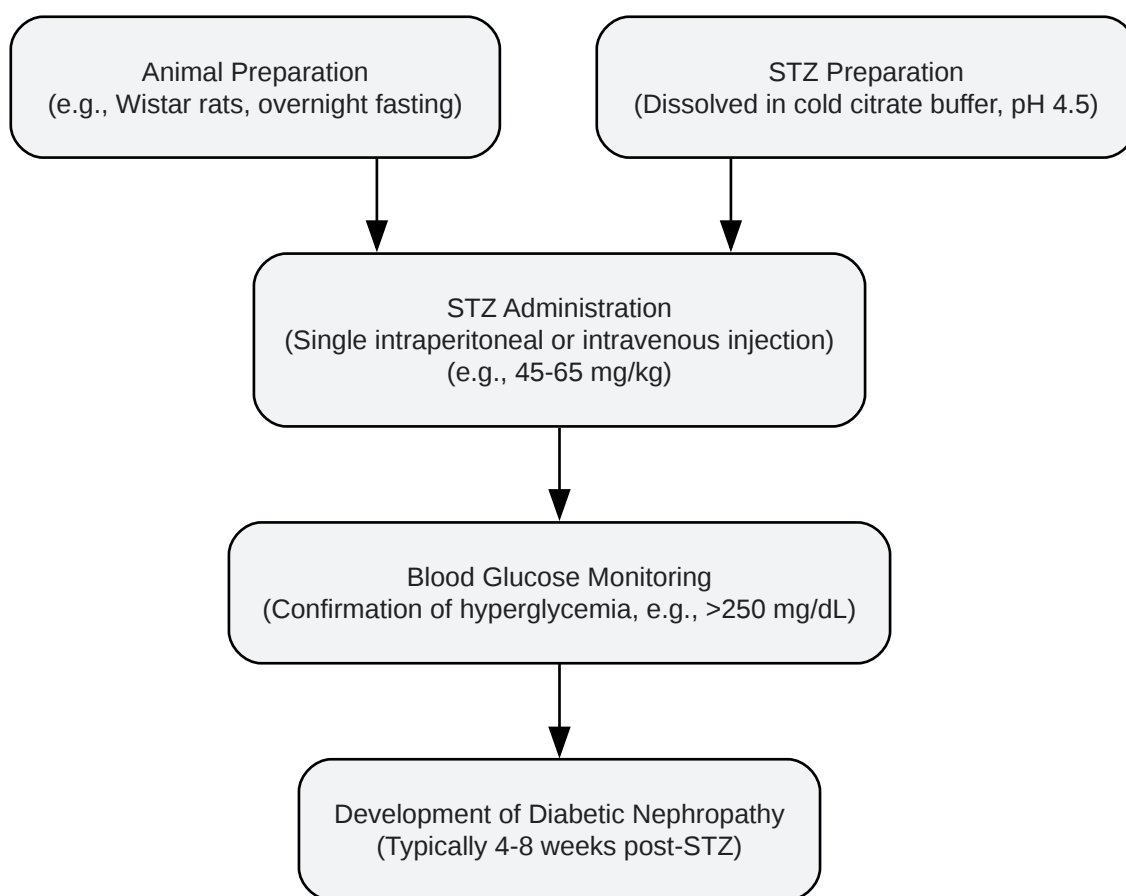 Animal Preparation
(e.g., Wistar rats, overnight fasting)
STZ Preparation
(Dissolved in cold citrate buffer, pH 4.5)
STZ Administration
(Single intraperitoneal or intravenous injection)
(e.g., 45-65 mg/kg)
Blood Glucose Monitoring
(Confirmation of hyperglycemia, e.g., >250 mg/dL)
Development of Diabetic Nephropathy
(Typically 4-8 weeks post-STZ)